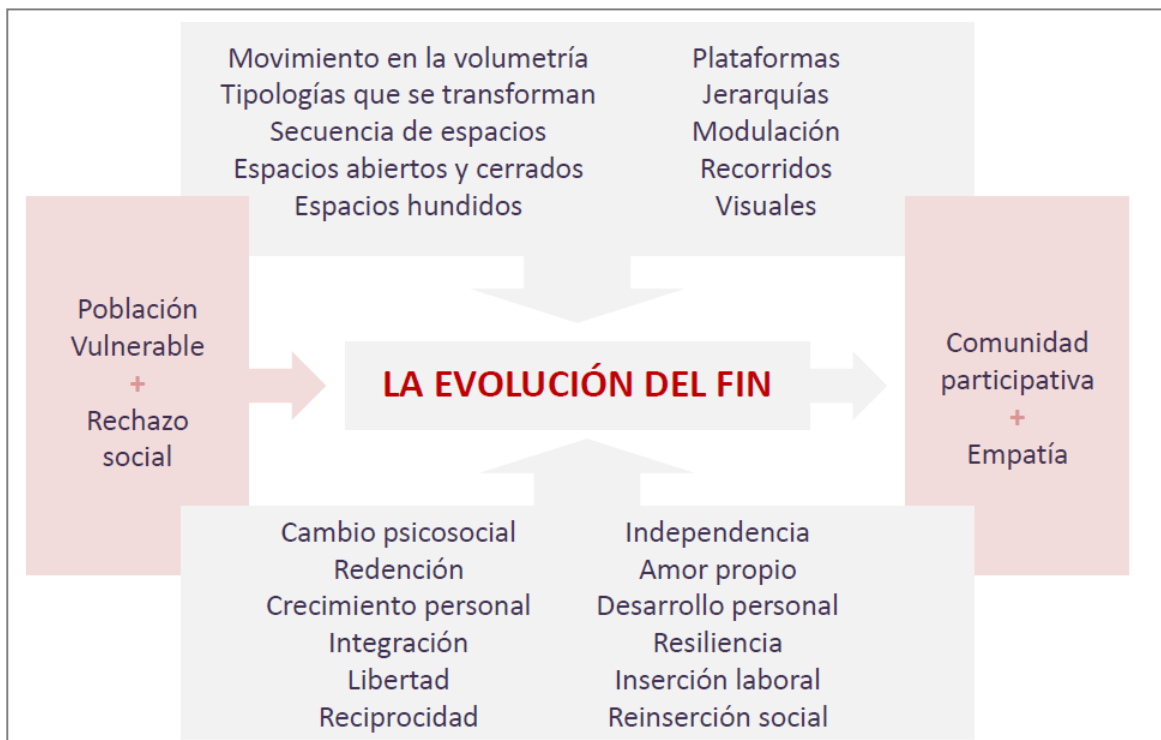 Movimiento en la volumetría
Tipologías que se transforman
Secuencia de espacios
Espacios abiertos y cerrados
Espacios hundidos
Plataformas
Jerarquías
Modulación
Recorridos
Visuales
Población
Vulnerable
+
Rechazo
social
LA EVOLUCIÓN DEL FIN
Comunidad
participativa
+
Empatía
Cambio psicosocial
Redención
Crecimiento personal
Integración
Libertad
Reciprocidad
Independencia
Amor propio
Desarrollo personal
Resiliencia
Inserción laboral
Reinserción social